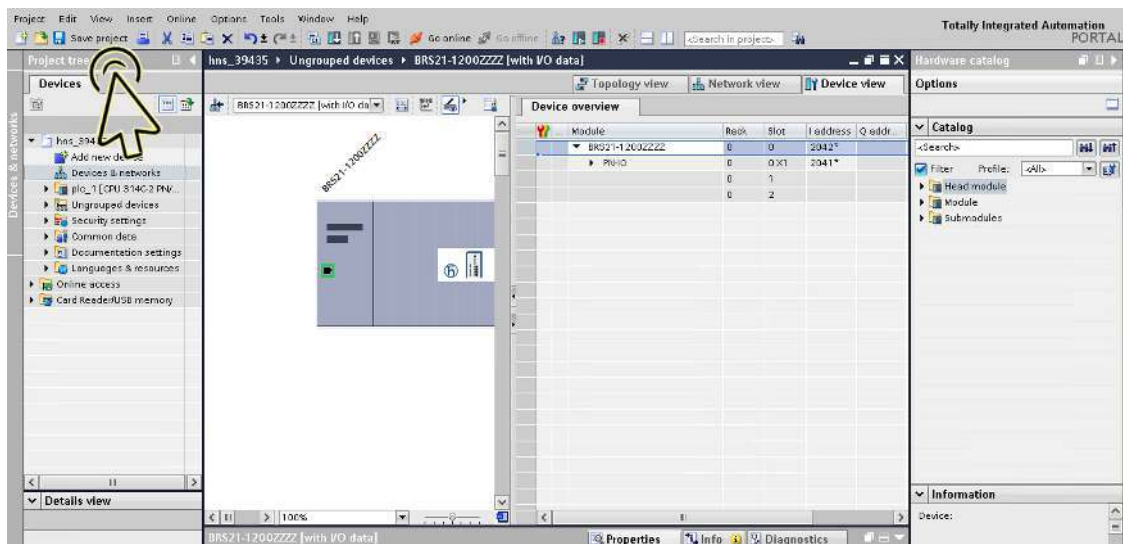 Project Edit View Insert Online Options Tools Window Help
Totally Integrated Automation
PORTAL
Save project
Go online
Go offline
<Search in project>
Project tree
hns_39435 ▸ Ungrouped devices ▸ BRS21-1200ZZZZ [with I/O data]
Hardware catalog
Devices
Topology view
Network view
Device view
Options
BRS21-1200ZZZZ [with I/O da
Device overview
Module Rack Slot I address Q addr...
Catalog
BRS21-1200ZZZZ 0 0 2042*
PN-IO 0 0 X1 2041*
0 1
0 2
<Search>
Filter Profile: <All>
Head module
Module
Submodules
Add new
Devices & networks
plc_1 [CPU 314C-2 PN/...
Ungrouped devices
Security settings
Common data
Documentation settings
Languages & resources
Online access
Card Reader/USB memory
Devices & networks
BRS21-1200ZZZZ
Details view
100%
Information
Device:
BRS21-1200ZZZZ [with I/O data]
Properties
Info
Diagnostics